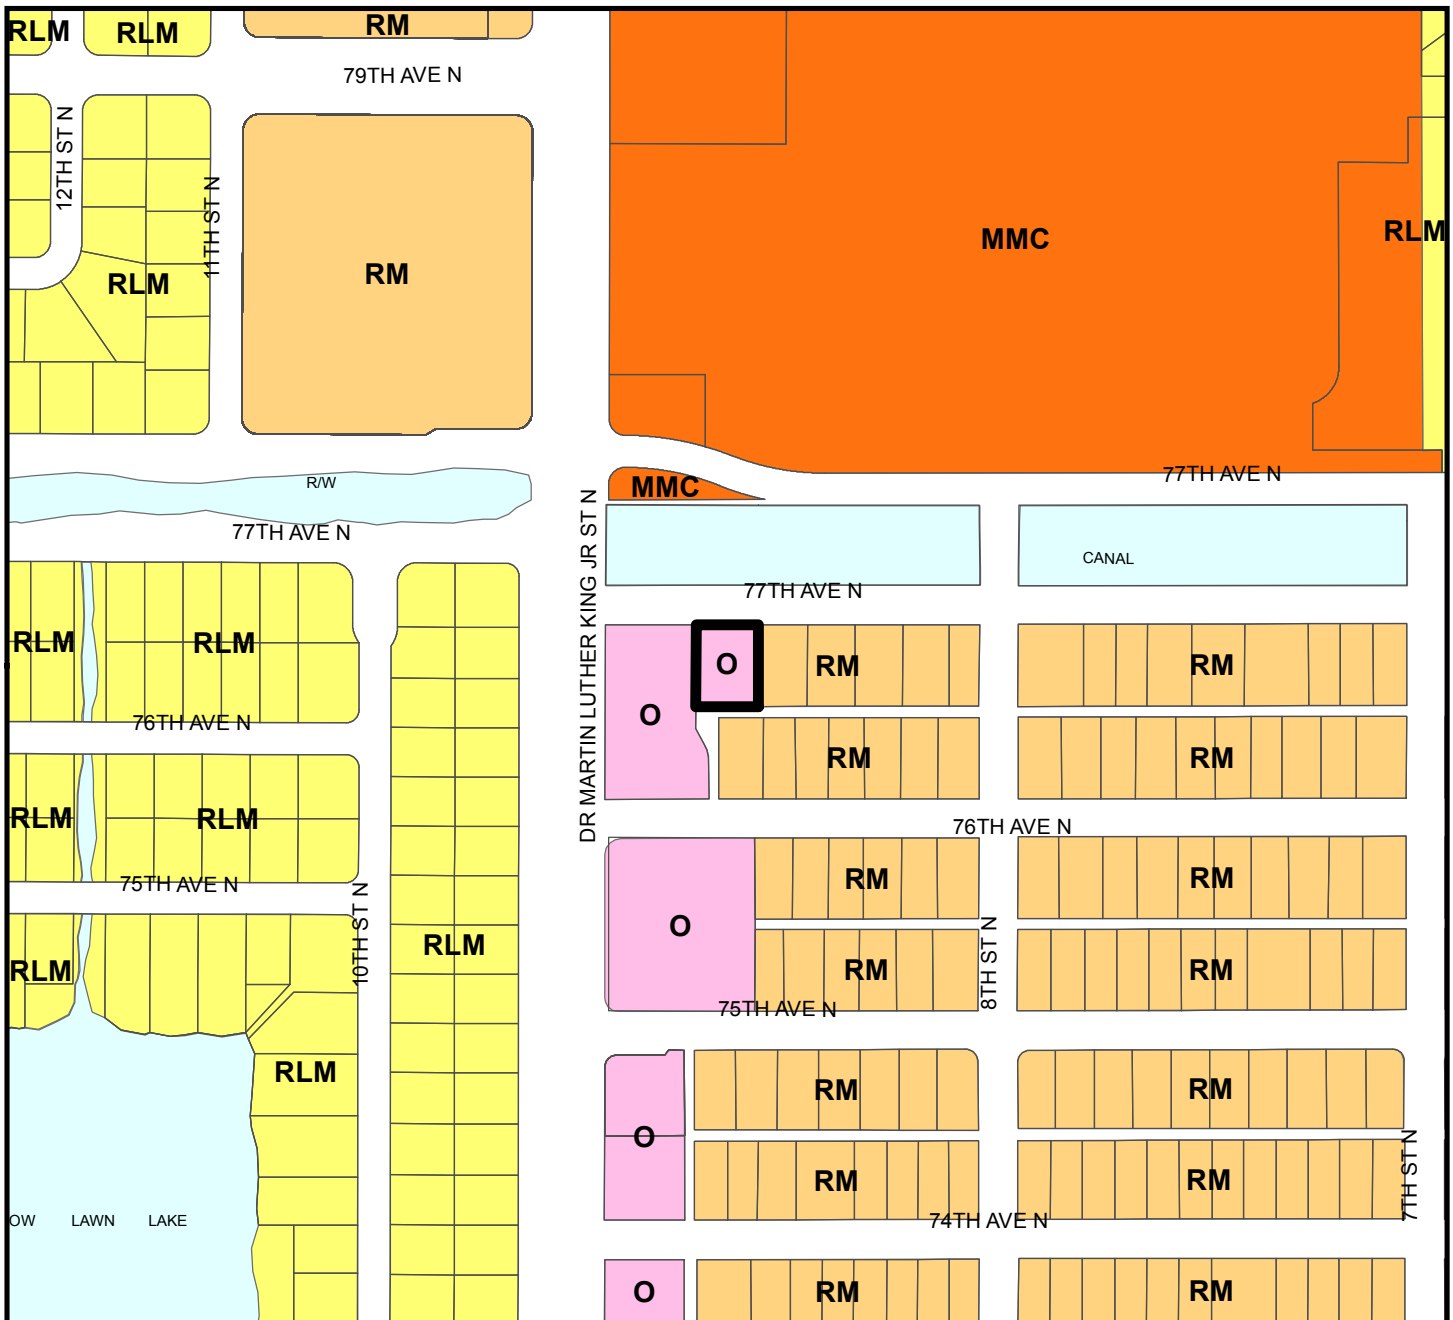 RLM
RLM
RM
79TH AVE N
12TH ST N
11TH ST N
RLM
RM
MMC
RLM
R/W
77TH AVE N
MMC
77TH AVE N
DR MARTIN LUTHER KING JR ST N
CANAL
77TH AVE N
RLM
RLM
O
O
RM
RM
76TH AVE N
RM
RM
RLM
RLM
76TH AVE N
75TH AVE N
RM
RM
10TH ST N
O
RLM
8TH ST N
RLM
RM
RM
75TH AVE N
RLM
RM
RM
O
7TH ST N
RM
RM
OW LAWN LAKE
74TH AVE N
O
RM
RM